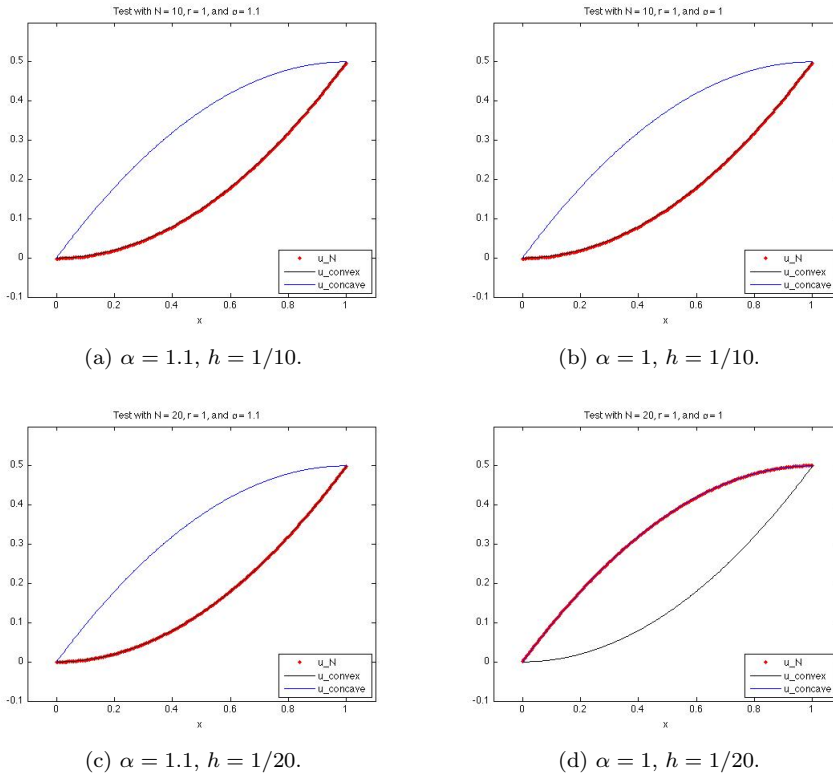 Test with N = 10, r = 1, and ø = 1.1
0.5
0.4
0.3
0.2
0.1
0
-0.1
0 0.2 0.4 0.6 0.8 1
x
u_N
u_convex
u_concave
(a) α = 1.1, h = 1/10.
Test with N = 10, r = 1, and ø = 1
0.5
0.4
0.3
0.2
0.1
0
-0.1
0 0.2 0.4 0.6 0.8 1
x
u_N
u_convex
u_concave
(b) α = 1, h = 1/10.
Test with N = 20, r = 1, and ø = 1.1
0.5
0.4
0.3
0.2
0.1
0
-0.1
0 0.2 0.4 0.6 0.8 1
x
u_N
u_convex
u_concave
(c) α = 1.1, h = 1/20.
Test with N = 20, r = 1, and ø = 1
0.5
0.4
0.3
0.2
0.1
0
-0.1
0 0.2 0.4 0.6 0.8 1
x
u_N
u_convex
u_concave
(d) α = 1, h = 1/20.